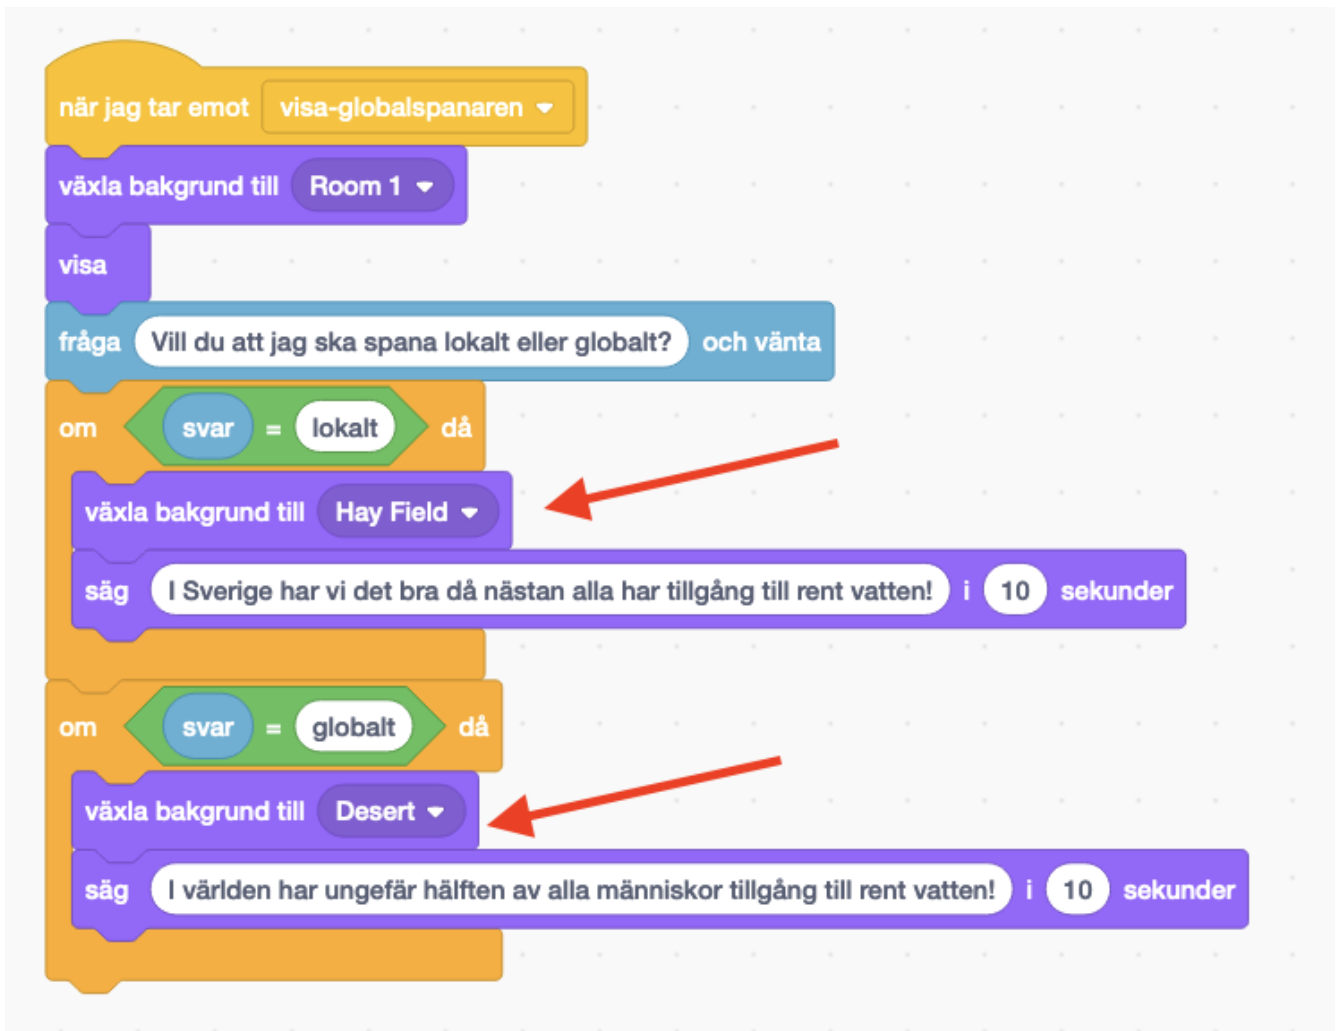 när jag tar emot visa-globalspanaren
växla bakgrund till Room 1
visa
fråga Vill du att jag ska spana lokalt eller globalt? och vänta
om svar = lokalt då
växla bakgrund till Hay Field
säg I Sverige har vi det bra då nästan alla har tillgång till rent vatten! i 10 sekunder
om svar = globalt då
växla bakgrund till Desert
säg I världen har ungefär hälften av alla människor tillgång till rent vatten! i 10 sekunder